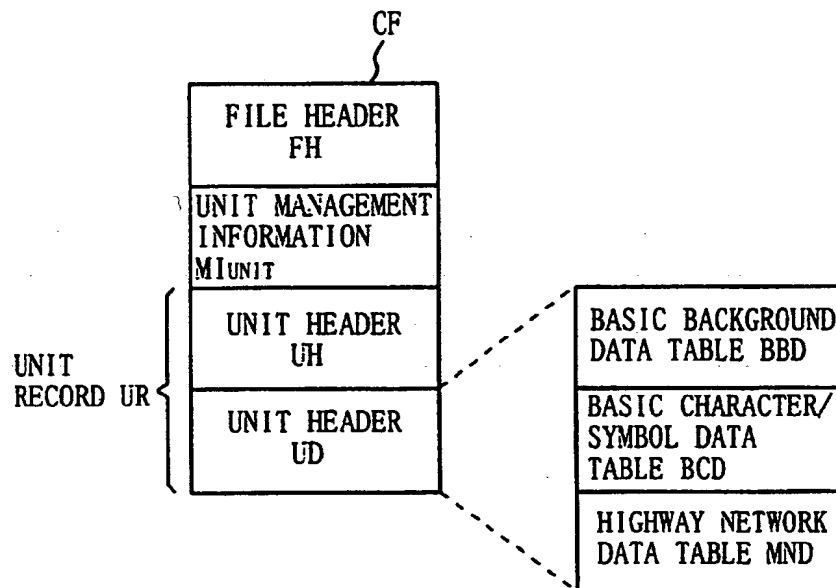 CF
FILE HEADER
FH
UNIT MANAGEMENT
INFORMATION
MIUNIT
UNIT HEADER
UH
UNIT
RECORD UR
UNIT HEADER
UD
BASIC BACKGROUND
DATA TABLE BBD
BASIC CHARACTER/
SYMBOL DATA
TABLE BCD
HIGHWAY NETWORK
DATA TABLE MND